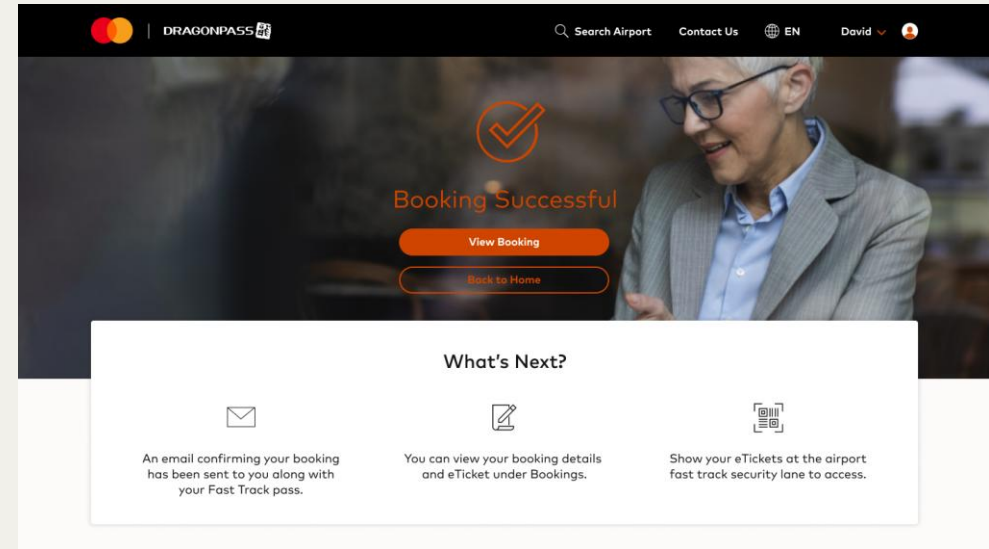 DRAGONPASS
Search Airport
Contact Us
EN
David
Booking Successful
View Booking
Back to Home
What's Next?
An email confirming your booking
has been sent to you along with
your Fast Track pass.
You can view your booking details
and eTicket under Bookings.
Show your eTickets at the airport
fast track security lane to access.